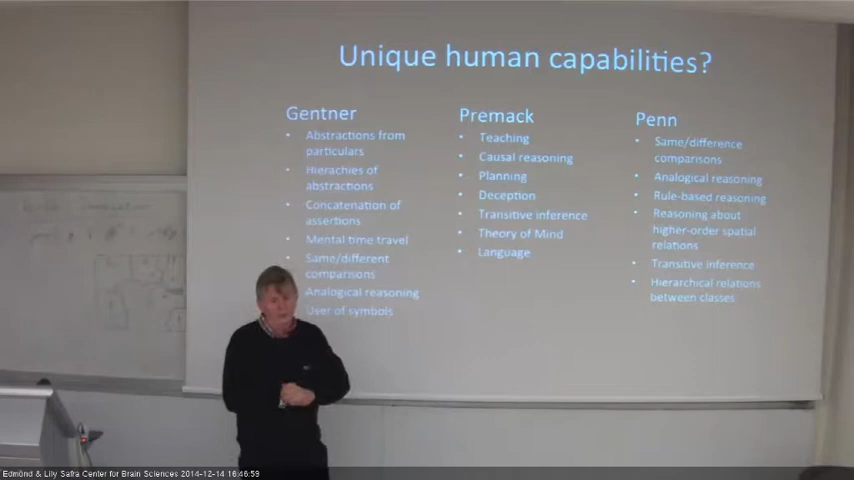 Unique human capabilities?
Gentner
• Abstractions from
particulars
• Hierachies of
abstractions
• Concatenation of
assertions
• Mental time travel
• Same/different
comparisons
Analogical reasoning
User of symbols
Premack
• Teaching
• Causal reasoning
• Planning
• Deception
• Transitive inference
• Theory of Mind
• Language
Penn
• Same/difference
comparisons
• Analogical reasoning
• Rule-based reasoning
• Reasoning about
higher-order spatial
relations
• Transitive inference
• Hierarchical relations
between classes
Edmond & Lily Safra Center for Brain Sciences 2014-12-14 16:46:59